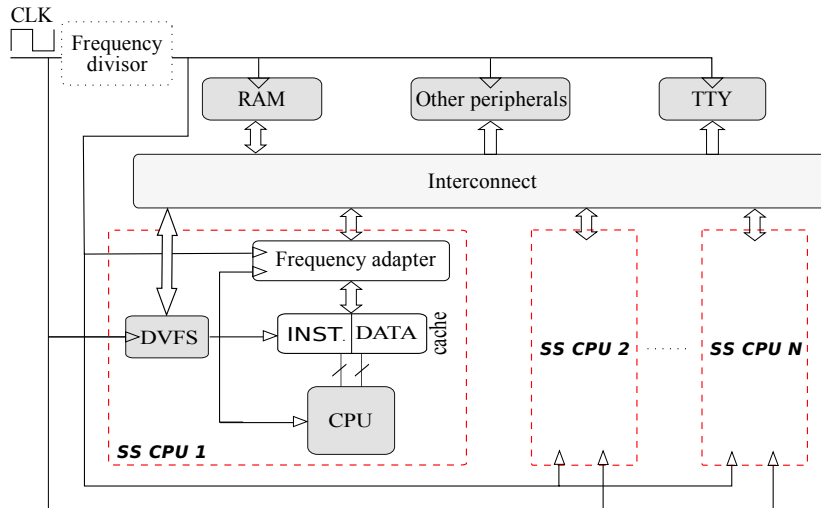 CLK
Frequency
divisor
RAM
Other peripherals
TTY
Interconnect
Frequency adapter
DVFS
INST. DATA
cache
CPU
SS CPU 1
SS CPU 2
SS CPU N